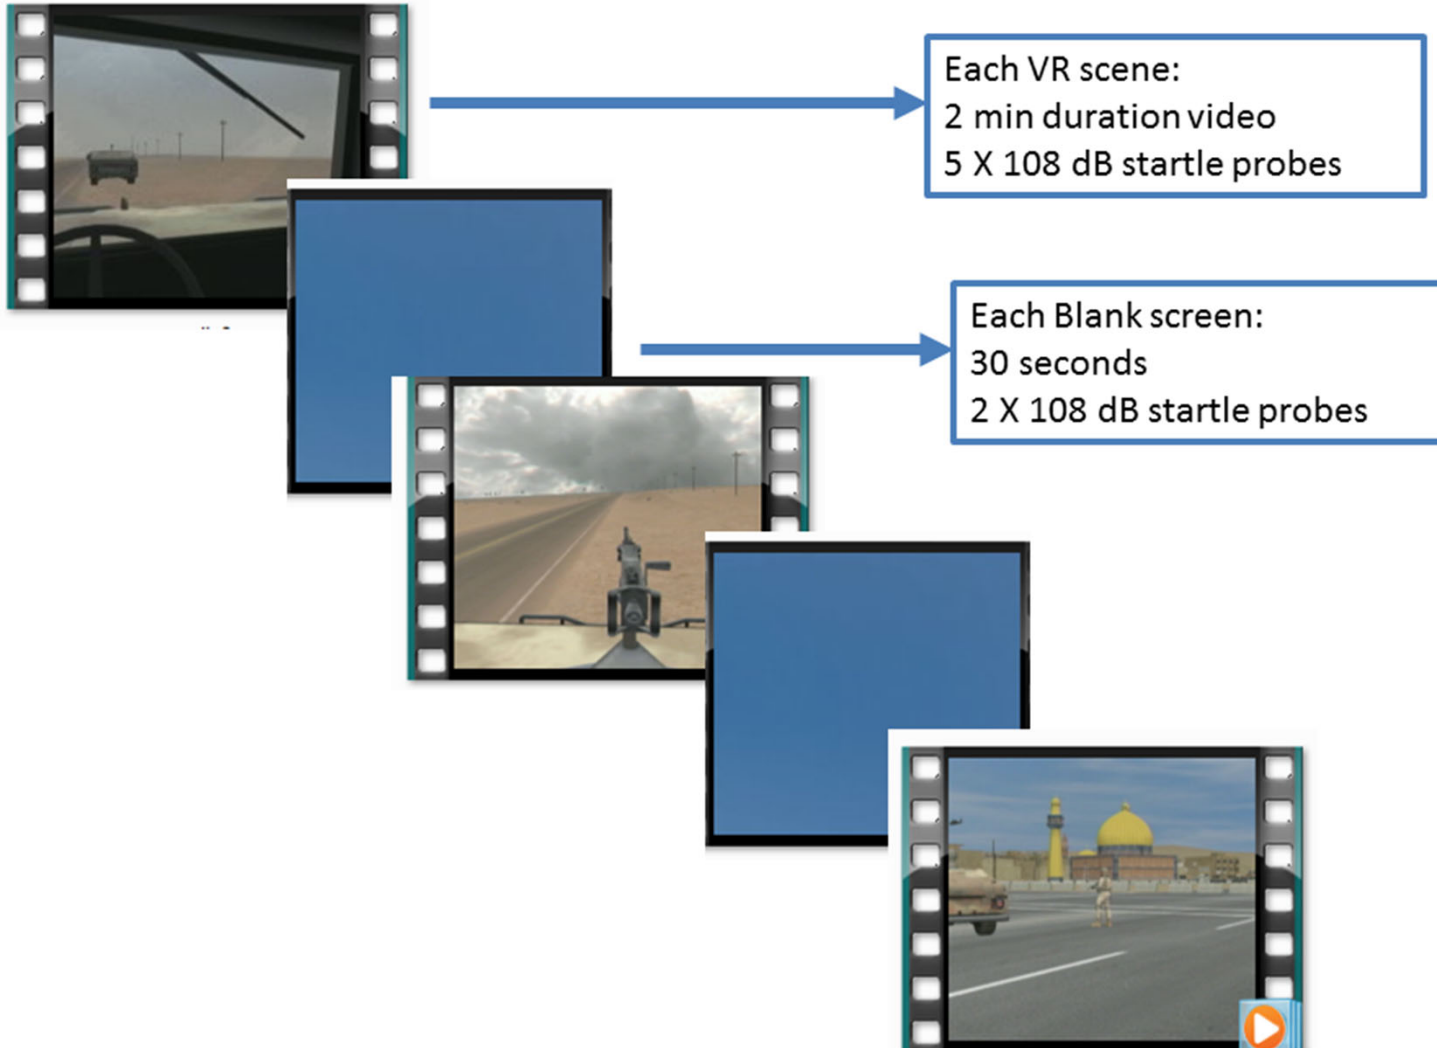 Each VR scene:
2 min duration video
5 X 108 dB startle probes
Each Blank screen:
30 seconds
2 X 108 dB startle probes